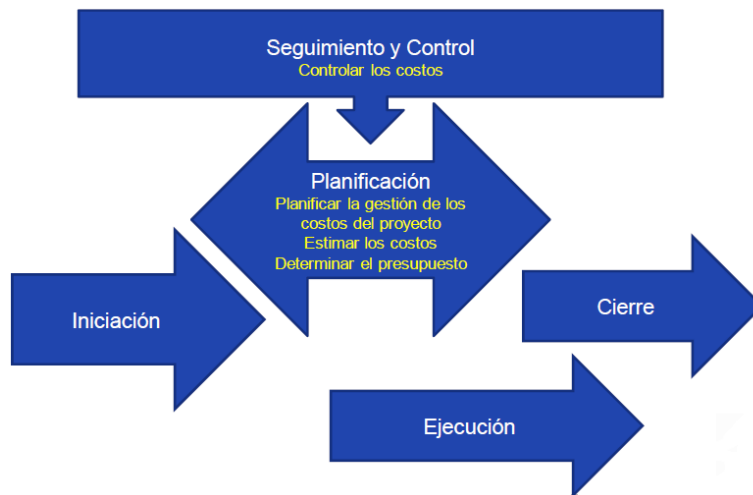 Seguimiento y Control
Controlar los costos
Planificación
Planificar la gestión de los
costos del proyecto
Estimar los costos
Determinar el presupuesto
Iniciación
Cierre
Ejecución